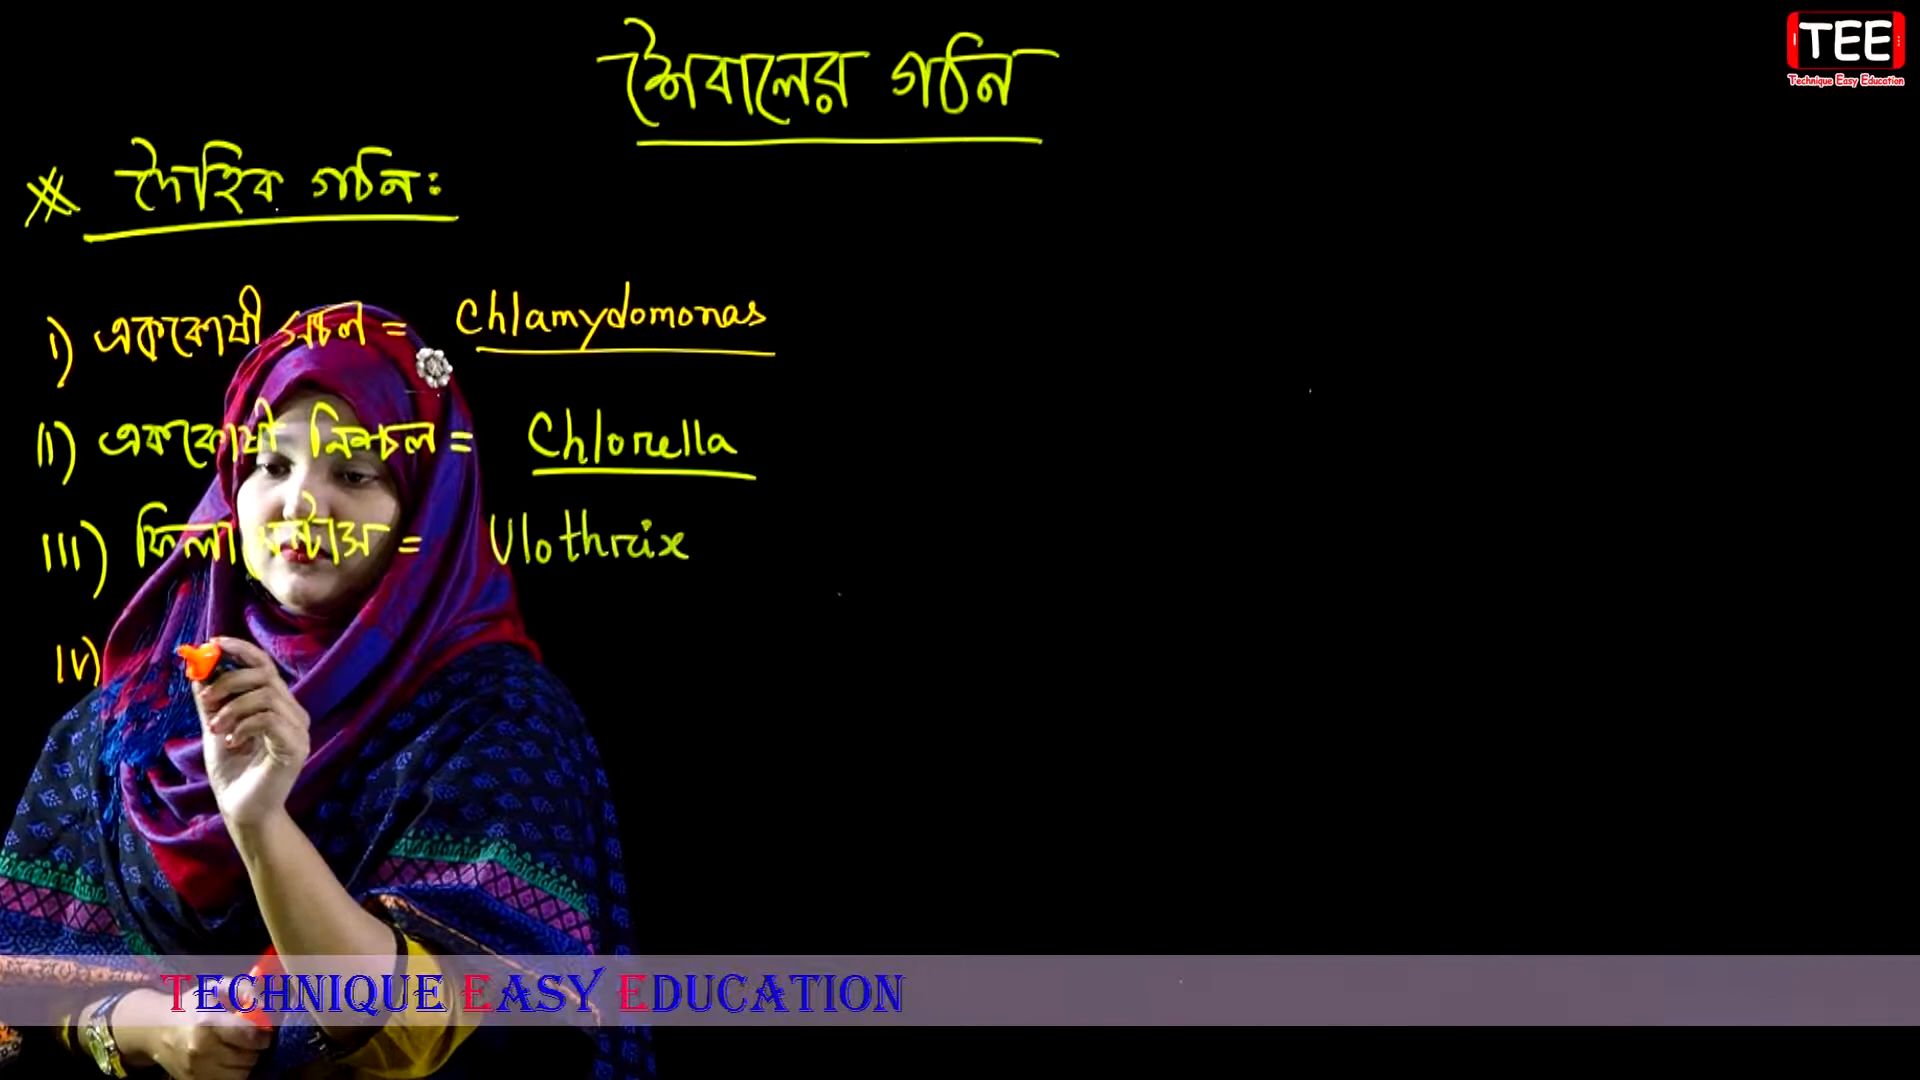 TEE
Technique Easy Education
শৈবালের গঠন
* দৈহিক গঠন:
i) এককোষী সচল = Chlamydomonas
ii) এককোষী নিশ্চল = Chlorella
iii) ফিলামেন্টাস = Ulothrix
iv)
TECHNIQUE EASY EDUCATION